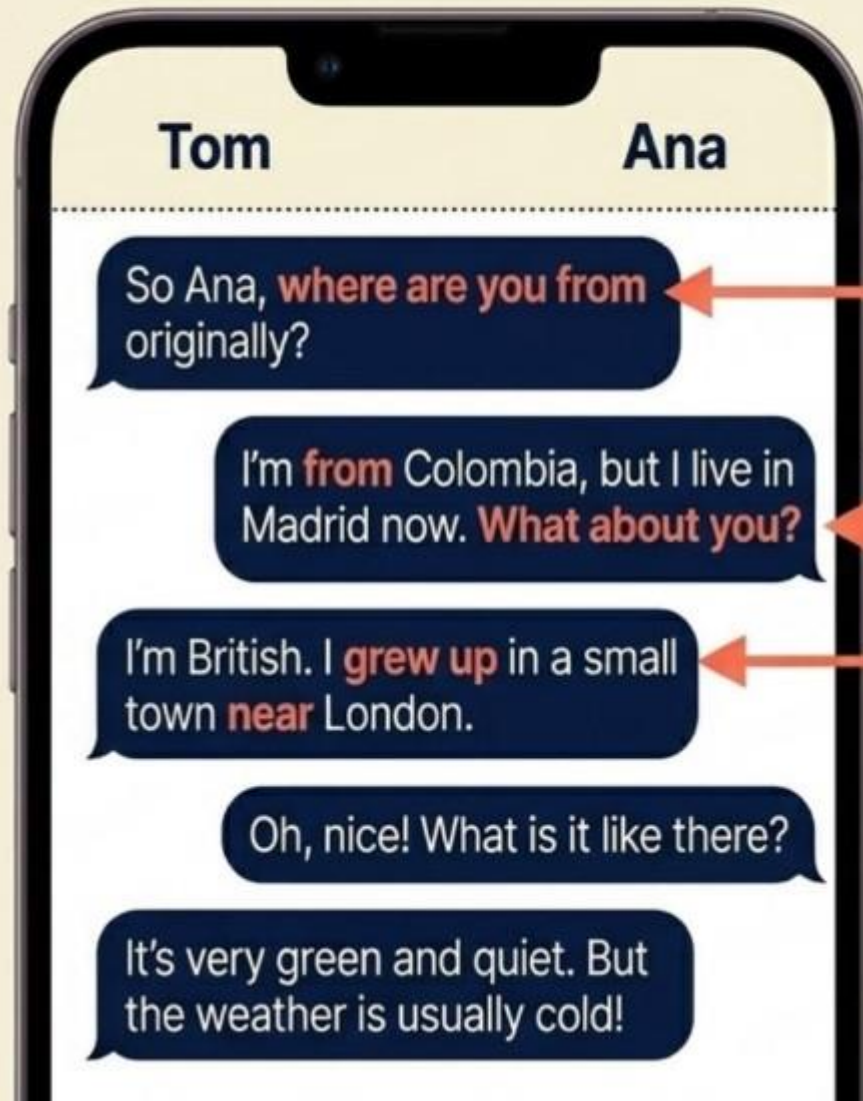 Tom Ana
So Ana, where are you from
originally?
I'm from Colombia, but I live in
Madrid now. What about you?
I'm British. I grew up in a small
town near London.
Oh, nice! What is it like there?
It's very green and quiet. But
the weather is usually cold!